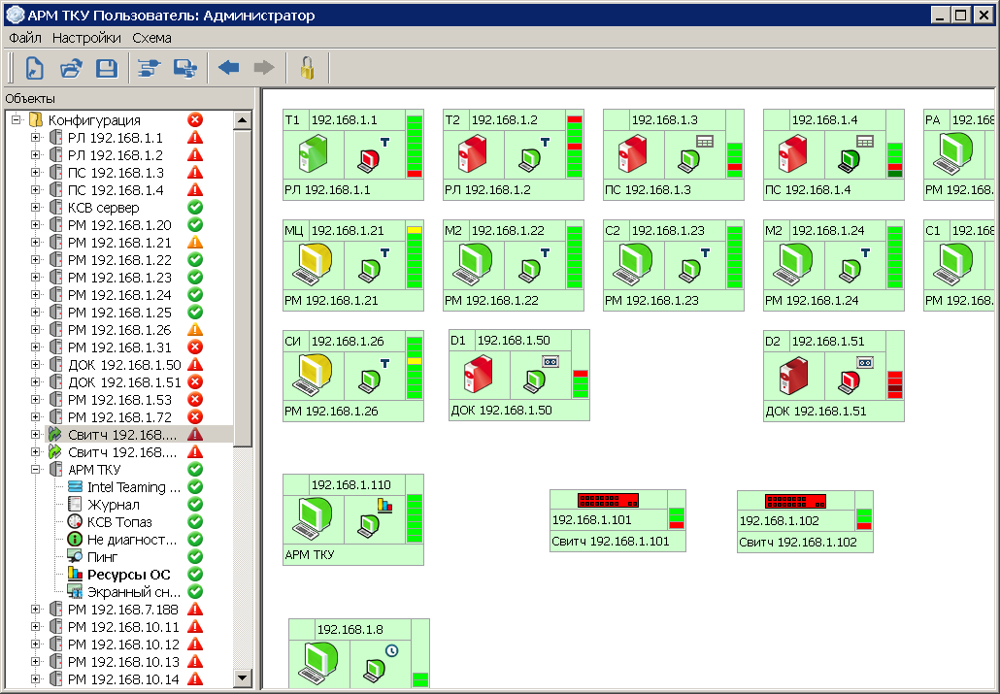 АРМ ТКУ Пользователь: Администратор
Файл Настройки Схема
Объекты
Конфигурация
РЛ 192.168.1.1
РЛ 192.168.1.2
ПС 192.168.1.3
ПС 192.168.1.4
КСВ сервер
РМ 192.168.1.20
РМ 192.168.1.21
РМ 192.168.1.22
РМ 192.168.1.23
РМ 192.168.1.24
РМ 192.168.1.25
РМ 192.168.1.26
РМ 192.168.1.31
ДОК 192.168.1.50
ДОК 192.168.1.51
РМ 192.168.1.53
РМ 192.168.1.72
Свитч 192.168....
Свитч 192.168....
АРМ ТКУ
Intel Teaming ...
Журнал
КСВ Топаз
Не диагност...
Пинг
Ресурсы ОС
Экранный сн...
РМ 192.168.7.188
РМ 192.168.10.11
РМ 192.168.10.12
РМ 192.168.10.13
РМ 192.168.10.14
Т1 192.168.1.1
Т
РЛ 192.168.1.1
Т2 192.168.1.2
Т
РЛ 192.168.1.2
192.168.1.3
ПС 192.168.1.3
192.168.1.4
ПС 192.168.1.4
РА 192.168
РМ 192.168.
МЦ 192.168.1.21
Т
РМ 192.168.1.21
М2 192.168.1.22
Т
РМ 192.168.1.22
С2 192.168.1.23
Т
РМ 192.168.1.23
М2 192.168.1.24
Т
РМ 192.168.1.24
С1 192.168
РМ 192.168.
СИ 192.168.1.26
Т
РМ 192.168.1.26
D1 192.168.1.50
ДОК 192.168.1.50
D2 192.168.1.51
ДОК 192.168.1.51
192.168.1.110
АРМ ТКУ
192.168.1.101
Свитч 192.168.1.101
192.168.1.102
Свитч 192.168.1.102
192.168.1.8